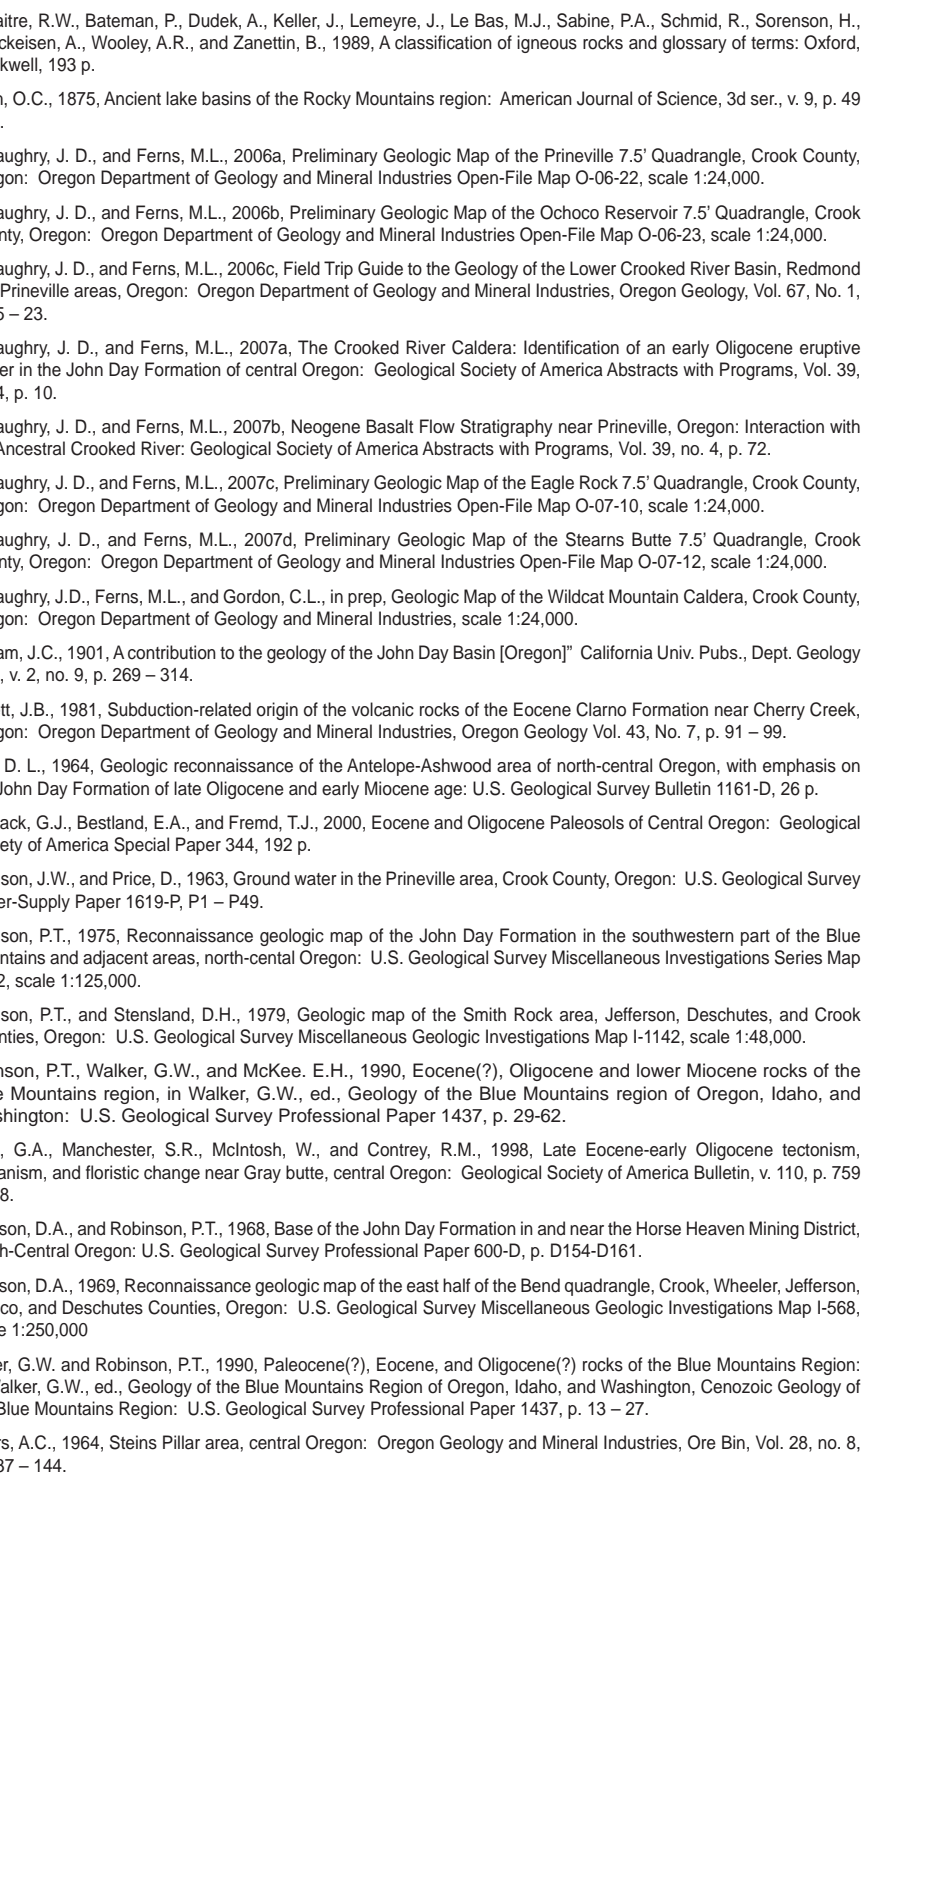 aitre, R.W., Bateman, P., Dudek, A., Keller, J., Lemeyre, J., Le Bas, M.J., Sabine, P.A., Schmid, R., Sorenson, H.,
ckeisen, A., Wooley, A.R., and Zanettin, B., 1989, A classification of igneous rocks and glossary of terms: Oxford,
kwell, 193 p.
n, O.C., 1875, Ancient lake basins of the Rocky Mountains region: American Journal of Science, 3d ser., v. 9, p. 49
.
aughry, J. D., and Ferns, M.L., 2006a, Preliminary Geologic Map of the Prineville 7.5’ Quadrangle, Crook County,
gon: Oregon Department of Geology and Mineral Industries Open-File Map O-06-22, scale 1:24,000.
aughry, J. D., and Ferns, M.L., 2006b, Preliminary Geologic Map of the Ochoco Reservoir 7.5’ Quadrangle, Crook
nty, Oregon: Oregon Department of Geology and Mineral Industries Open-File Map O-06-23, scale 1:24,000.
aughry, J. D., and Ferns, M.L., 2006c, Field Trip Guide to the Geology of the Lower Crooked River Basin, Redmond
Prineville areas, Oregon: Oregon Department of Geology and Mineral Industries, Oregon Geology, Vol. 67, No. 1,
5 – 23.
aughry, J. D., and Ferns, M.L., 2007a, The Crooked River Caldera: Identification of an early Oligocene eruptive
er in the John Day Formation of central Oregon: Geological Society of America Abstracts with Programs, Vol. 39,
4, p. 10.
aughry, J. D., and Ferns, M.L., 2007b, Neogene Basalt Flow Stratigraphy near Prineville, Oregon: Interaction with
Ancestral Crooked River: Geological Society of America Abstracts with Programs, Vol. 39, no. 4, p. 72.
aughry, J. D., and Ferns, M.L., 2007c, Preliminary Geologic Map of the Eagle Rock 7.5’ Quadrangle, Crook County,
gon: Oregon Department of Geology and Mineral Industries Open-File Map O-07-10, scale 1:24,000.
aughry, J. D., and Ferns, M.L., 2007d, Preliminary Geologic Map of the Stearns Butte 7.5’ Quadrangle, Crook
nty, Oregon: Oregon Department of Geology and Mineral Industries Open-File Map O-07-12, scale 1:24,000.
aughry, J.D., Ferns, M.L., and Gordon, C.L., in prep, Geologic Map of the Wildcat Mountain Caldera, Crook County,
gon: Oregon Department of Geology and Mineral Industries, scale 1:24,000.
am, J.C., 1901, A contribution to the geology of the John Day Basin [Oregon]” California Univ. Pubs., Dept. Geology
, v. 2, no. 9, p. 269 – 314.
tt, J.B., 1981, Subduction-related origin of the volcanic rocks of the Eocene Clarno Formation near Cherry Creek,
gon: Oregon Department of Geology and Mineral Industries, Oregon Geology Vol. 43, No. 7, p. 91 – 99.
D. L., 1964, Geologic reconnaissance of the Antelope-Ashwood area of north-central Oregon, with emphasis on
John Day Formation of late Oligocene and early Miocene age: U.S. Geological Survey Bulletin 1161-D, 26 p.
ack, G.J., Bestland, E.A., and Fremd, T.J., 2000, Eocene and Oligocene Paleosols of Central Oregon: Geological
ety of America Special Paper 344, 192 p.
son, J.W., and Price, D., 1963, Ground water in the Prineville area, Crook County, Oregon: U.S. Geological Survey
er-Supply Paper 1619-P, P1 – P49.
son, P.T., 1975, Reconnaissance geologic map of the John Day Formation in the southwestern part of the Blue
ntains and adjacent areas, north-cental Oregon: U.S. Geological Survey Miscellaneous Investigations Series Map
2, scale 1:125,000.
son, P.T., and Stensland, D.H., 1979, Geologic map of the Smith Rock area, Jefferson, Deschutes, and Crook
nties, Oregon: U.S. Geological Survey Miscellaneous Geologic Investigations Map I-1142, scale 1:48,000.
nson, P.T., Walker, G.W., and McKee. E.H., 1990, Eocene(?), Oligocene and lower Miocene rocks of the
e Mountains region, in Walker, G.W., ed., Geology of the Blue Mountains region of Oregon, Idaho, and
shington: U.S. Geological Survey Professional Paper 1437, p. 29-62.
, G.A., Manchester, S.R., McIntosh, W., and Contrey, R.M., 1998, Late Eocene-early Oligocene tectonism,
anism, and floristic change near Gray butte, central Oregon: Geological Society of America Bulletin, v. 110, p. 759
8.
son, D.A., and Robinson, P.T., 1968, Base of the John Day Formation in and near the Horse Heaven Mining District,
h-Central Oregon: U.S. Geological Survey Professional Paper 600-D, p. D154-D161.
son, D.A., 1969, Reconnaissance geologic map of the east half of the Bend quadrangle, Crook, Wheeler, Jefferson,
co, and Deschutes Counties, Oregon: U.S. Geological Survey Miscellaneous Geologic Investigations Map I-568,
e 1:250,000
er, G.W. and Robinson, P.T., 1990, Paleocene(?), Eocene, and Oligocene(?) rocks of the Blue Mountains Region:
Walker, G.W., ed., Geology of the Blue Mountains Region of Oregon, Idaho, and Washington, Cenozoic Geology of
Blue Mountains Region: U.S. Geological Survey Professional Paper 1437, p. 13 – 27.
rs, A.C., 1964, Steins Pillar area, central Oregon: Oregon Geology and Mineral Industries, Ore Bin, Vol. 28, no. 8,
37 – 144.